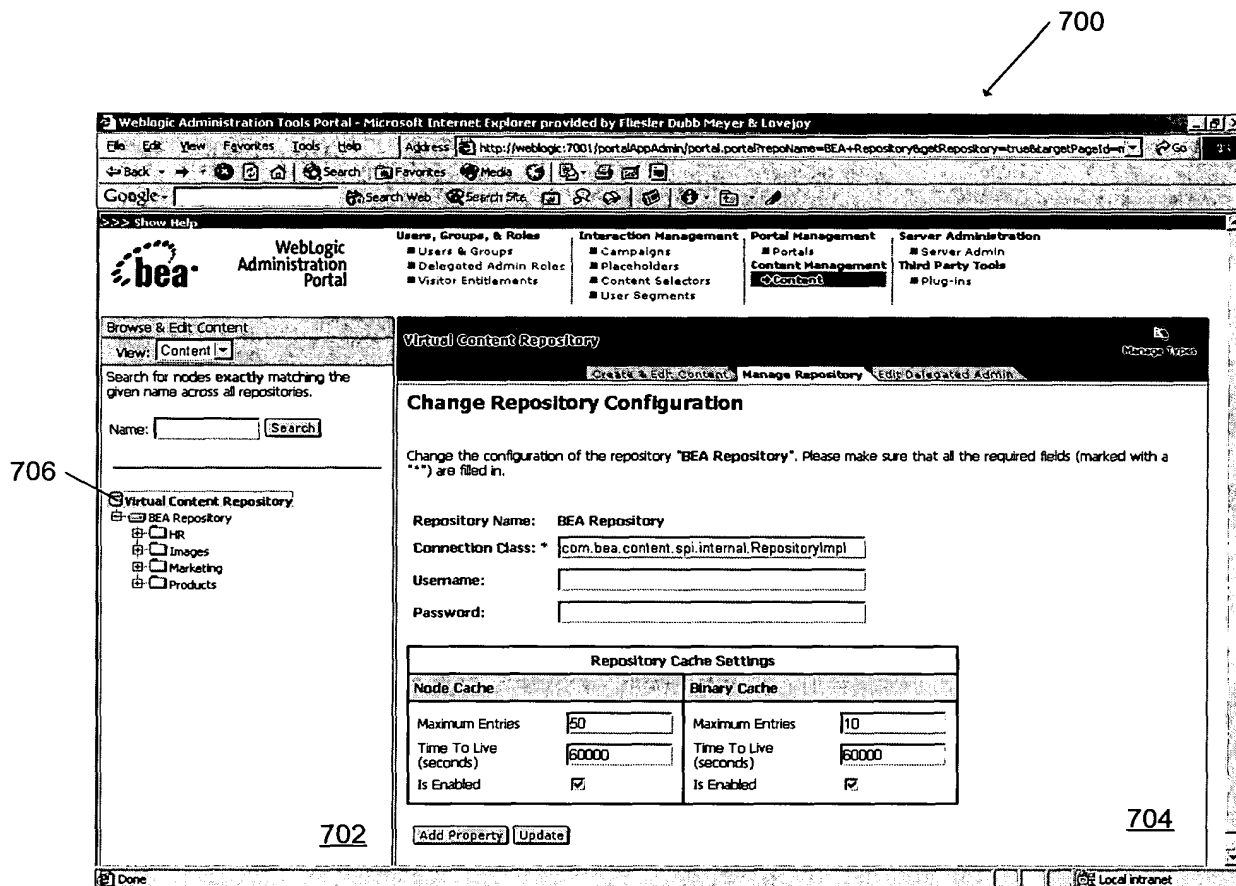 700
Weblogic Administration Tools Portal - Microsoft Internet Explorer provided by Fliesler Dubb Meyer & Lovejoy
File Edit View Favorites Tools Help Address http://weblogic:7001/portalAppAdmin/portal.portal?repoName=BEA+Repository&getRepository=true&targetPageId=m Go
Back Search Favorites Media
Google Search Web Search Site
>>> Show Help
bea
WebLogic Administration Portal
Users, Groups, & Roles
Users & Groups
Delegated Admin Roles
Visitor Entitlements
Interaction Management
Campaigns
Placeholders
Content Selectors
User Segments
Portal Management
Portals
Content Management
Content
Server Administration
Server Admin
Third Party Tools
Plug-ins
Browse & Edit Content
View: Content
Search for nodes exactly matching the
given name across all repositories.
Name: Search
706
Virtual Content Repository
BEA Repository
HR
Images
Marketing
Products
702
Virtual Content Repository
Manage Types
Create & Edit Content Manage Repository Edit Delegated Admin
Change Repository Configuration
Change the configuration of the repository "BEA Repository". Please make sure that all the required fields (marked with a
"*") are filled in.
Repository Name: BEA Repository
Connection Class: * com.bea.content.spi.internal.RepositoryImpl
Username:
Password:
Repository Cache Settings
Node Cache Binary Cache
Maximum Entries 50 Maximum Entries 10
Time To Live
(seconds) 60000 Time To Live
(seconds) 60000
Is Enabled Is Enabled
Add Property Update
704
Done Local intranet